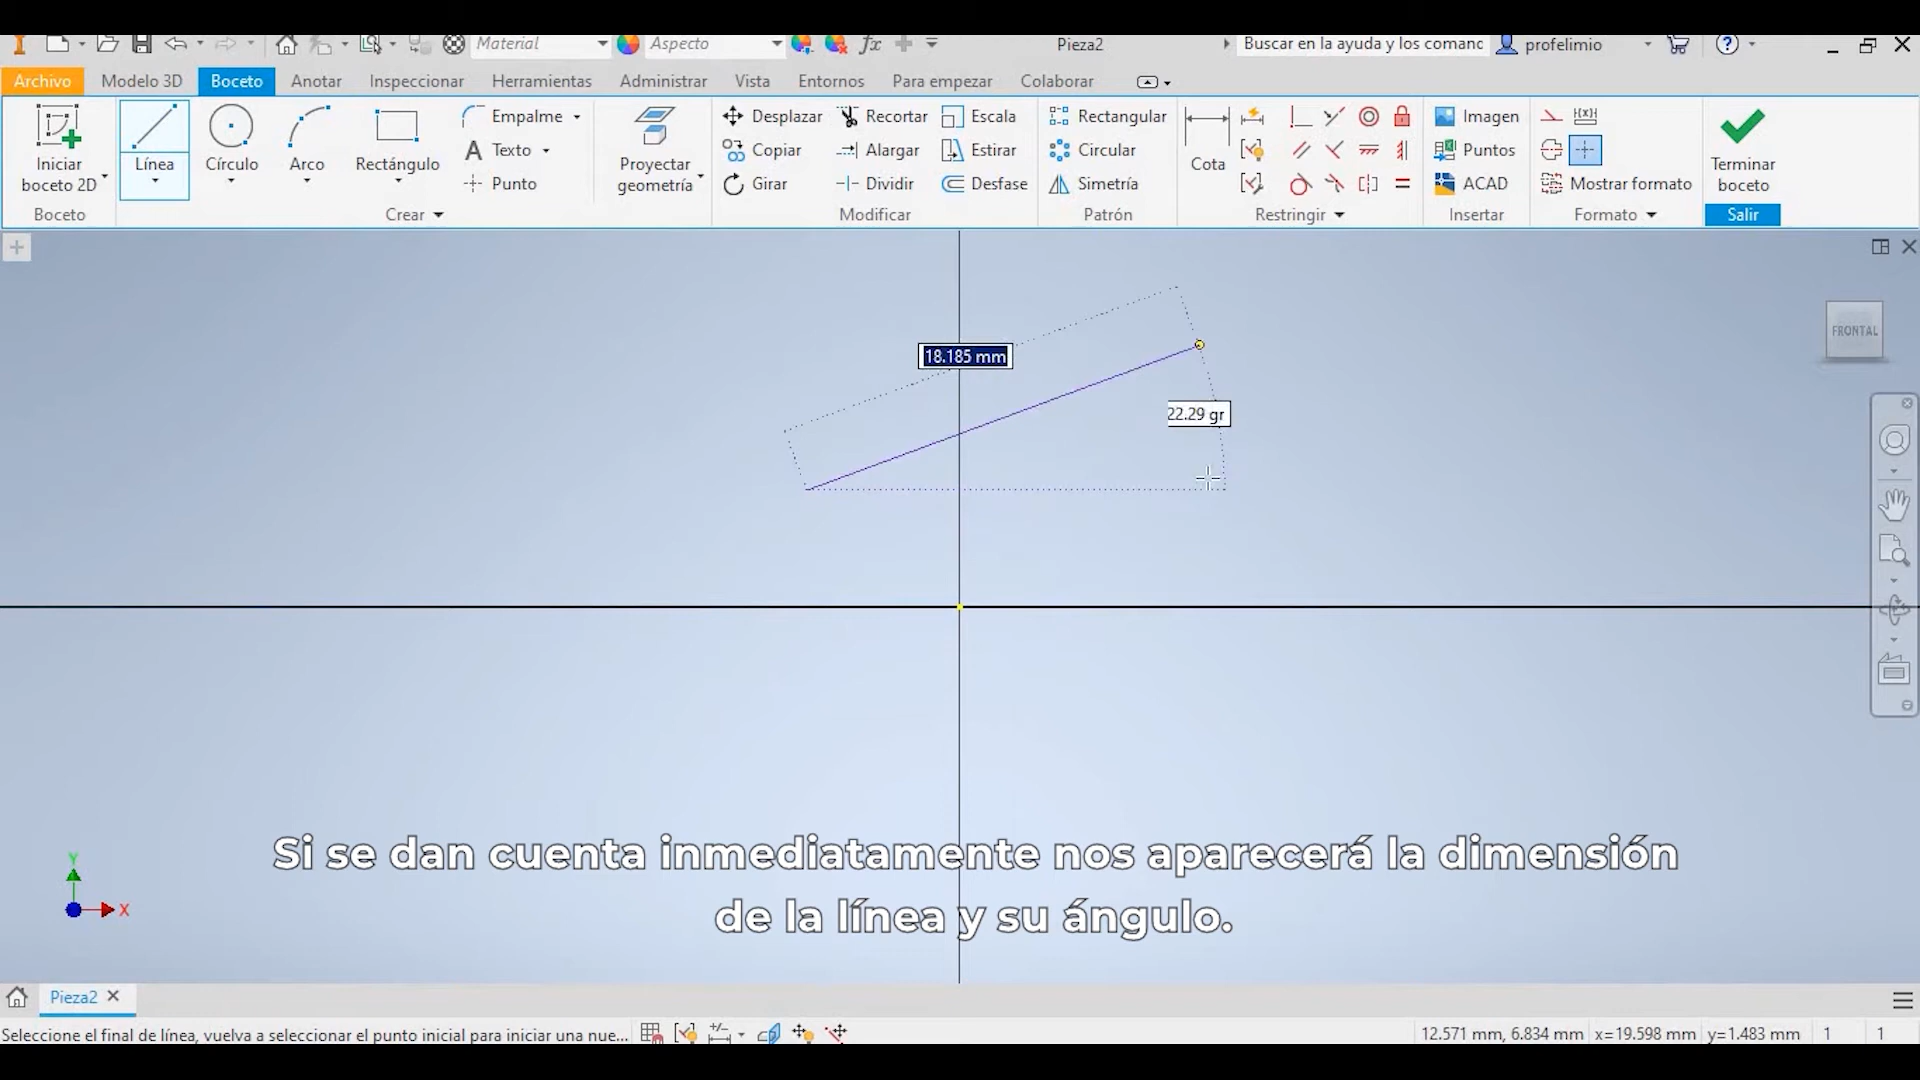 Material
Aspecto
fx
Pieza2
Buscar en la ayuda y los comanc
profelimio
Archivo
Modelo 3D
Boceto
Anotar
Inspeccionar
Herramientas
Administrar
Vista
Entornos
Para empezar
Colaborar
Iniciar
boceto 2D
Línea
Círculo
Arco
Rectángulo
Empalme
Texto
Punto
Proyectar
geometría
Desplazar
Copiar
Girar
Recortar
Alargar
Dividir
Escala
Estirar
Desfase
Rectangular
Circular
Simetría
Cota
Imagen
Puntos
ACAD
Mostrar formato
Terminar
boceto
Boceto
Crear
Modificar
Patrón
Restringir
Insertar
Formato
Salir
FRONTAL
18.185 mm
22.29 gr
Si se dan cuenta inmediatamente nos aparecerá la dimensión
de la línea y su ángulo.
Y
X
Pieza2
Seleccione el final de línea, vuelva a seleccionar el punto inicial para iniciar una nue...
12.571 mm, 6.834 mm x=19.598 mm y=1.483 mm 1 1